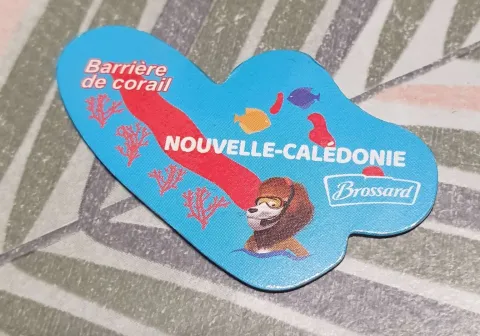 Barrière
de corail
NOUVELLE-CALÉDONIE
Brossard